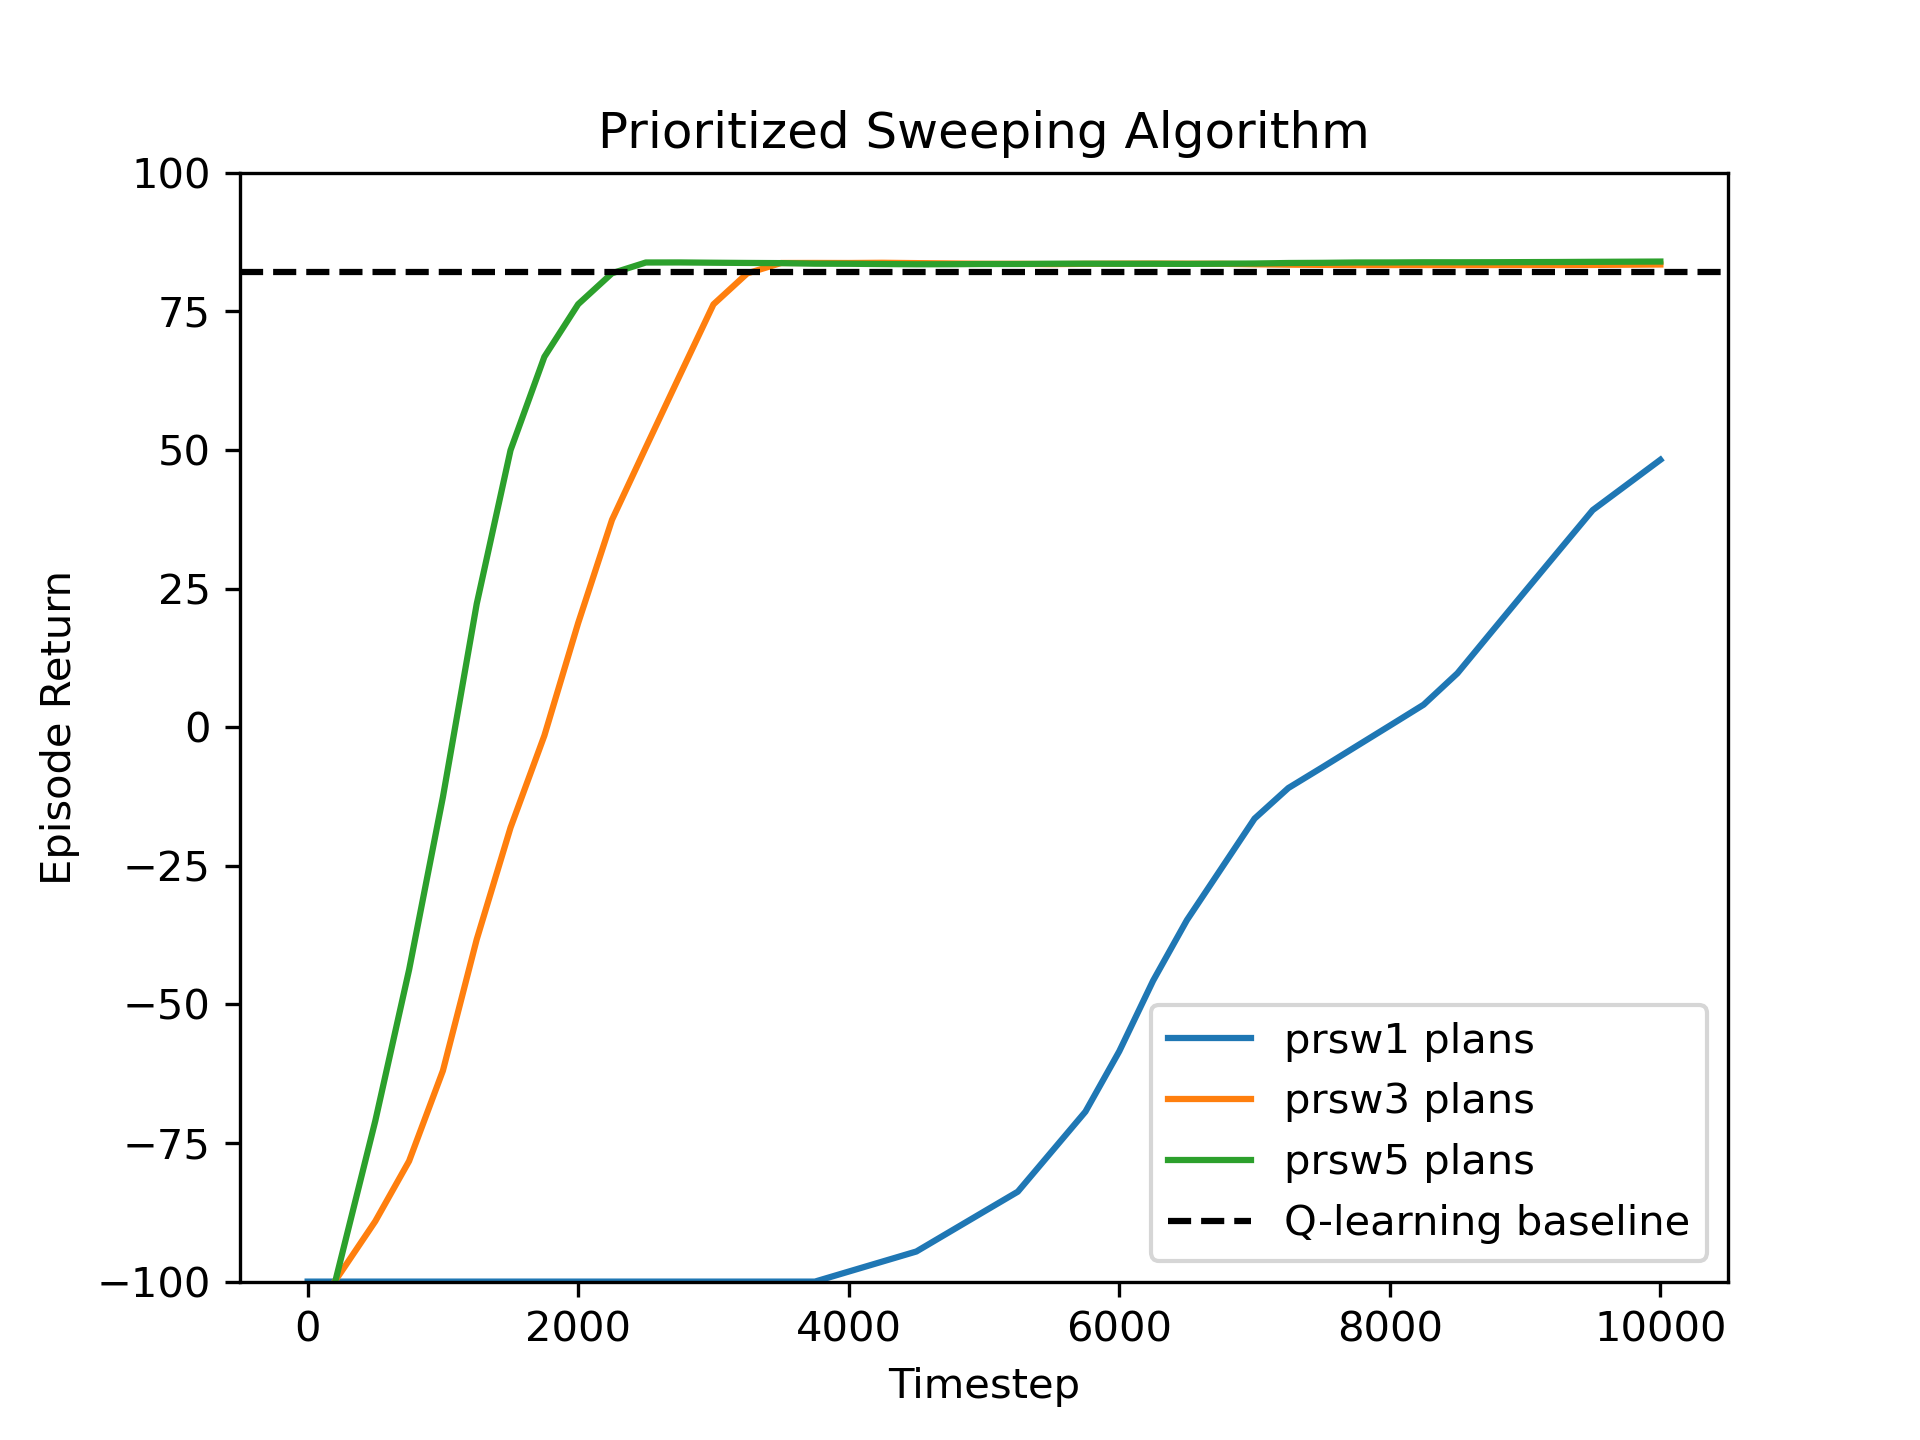 Prioritized Sweeping Algorithm
100
75
50
25
0
−25
−50
−75
−100
Episode Return
prsw1 plans
prsw3 plans
prsw5 plans
Q-learning baseline
0 2000 4000 6000 8000 10000
Timestep